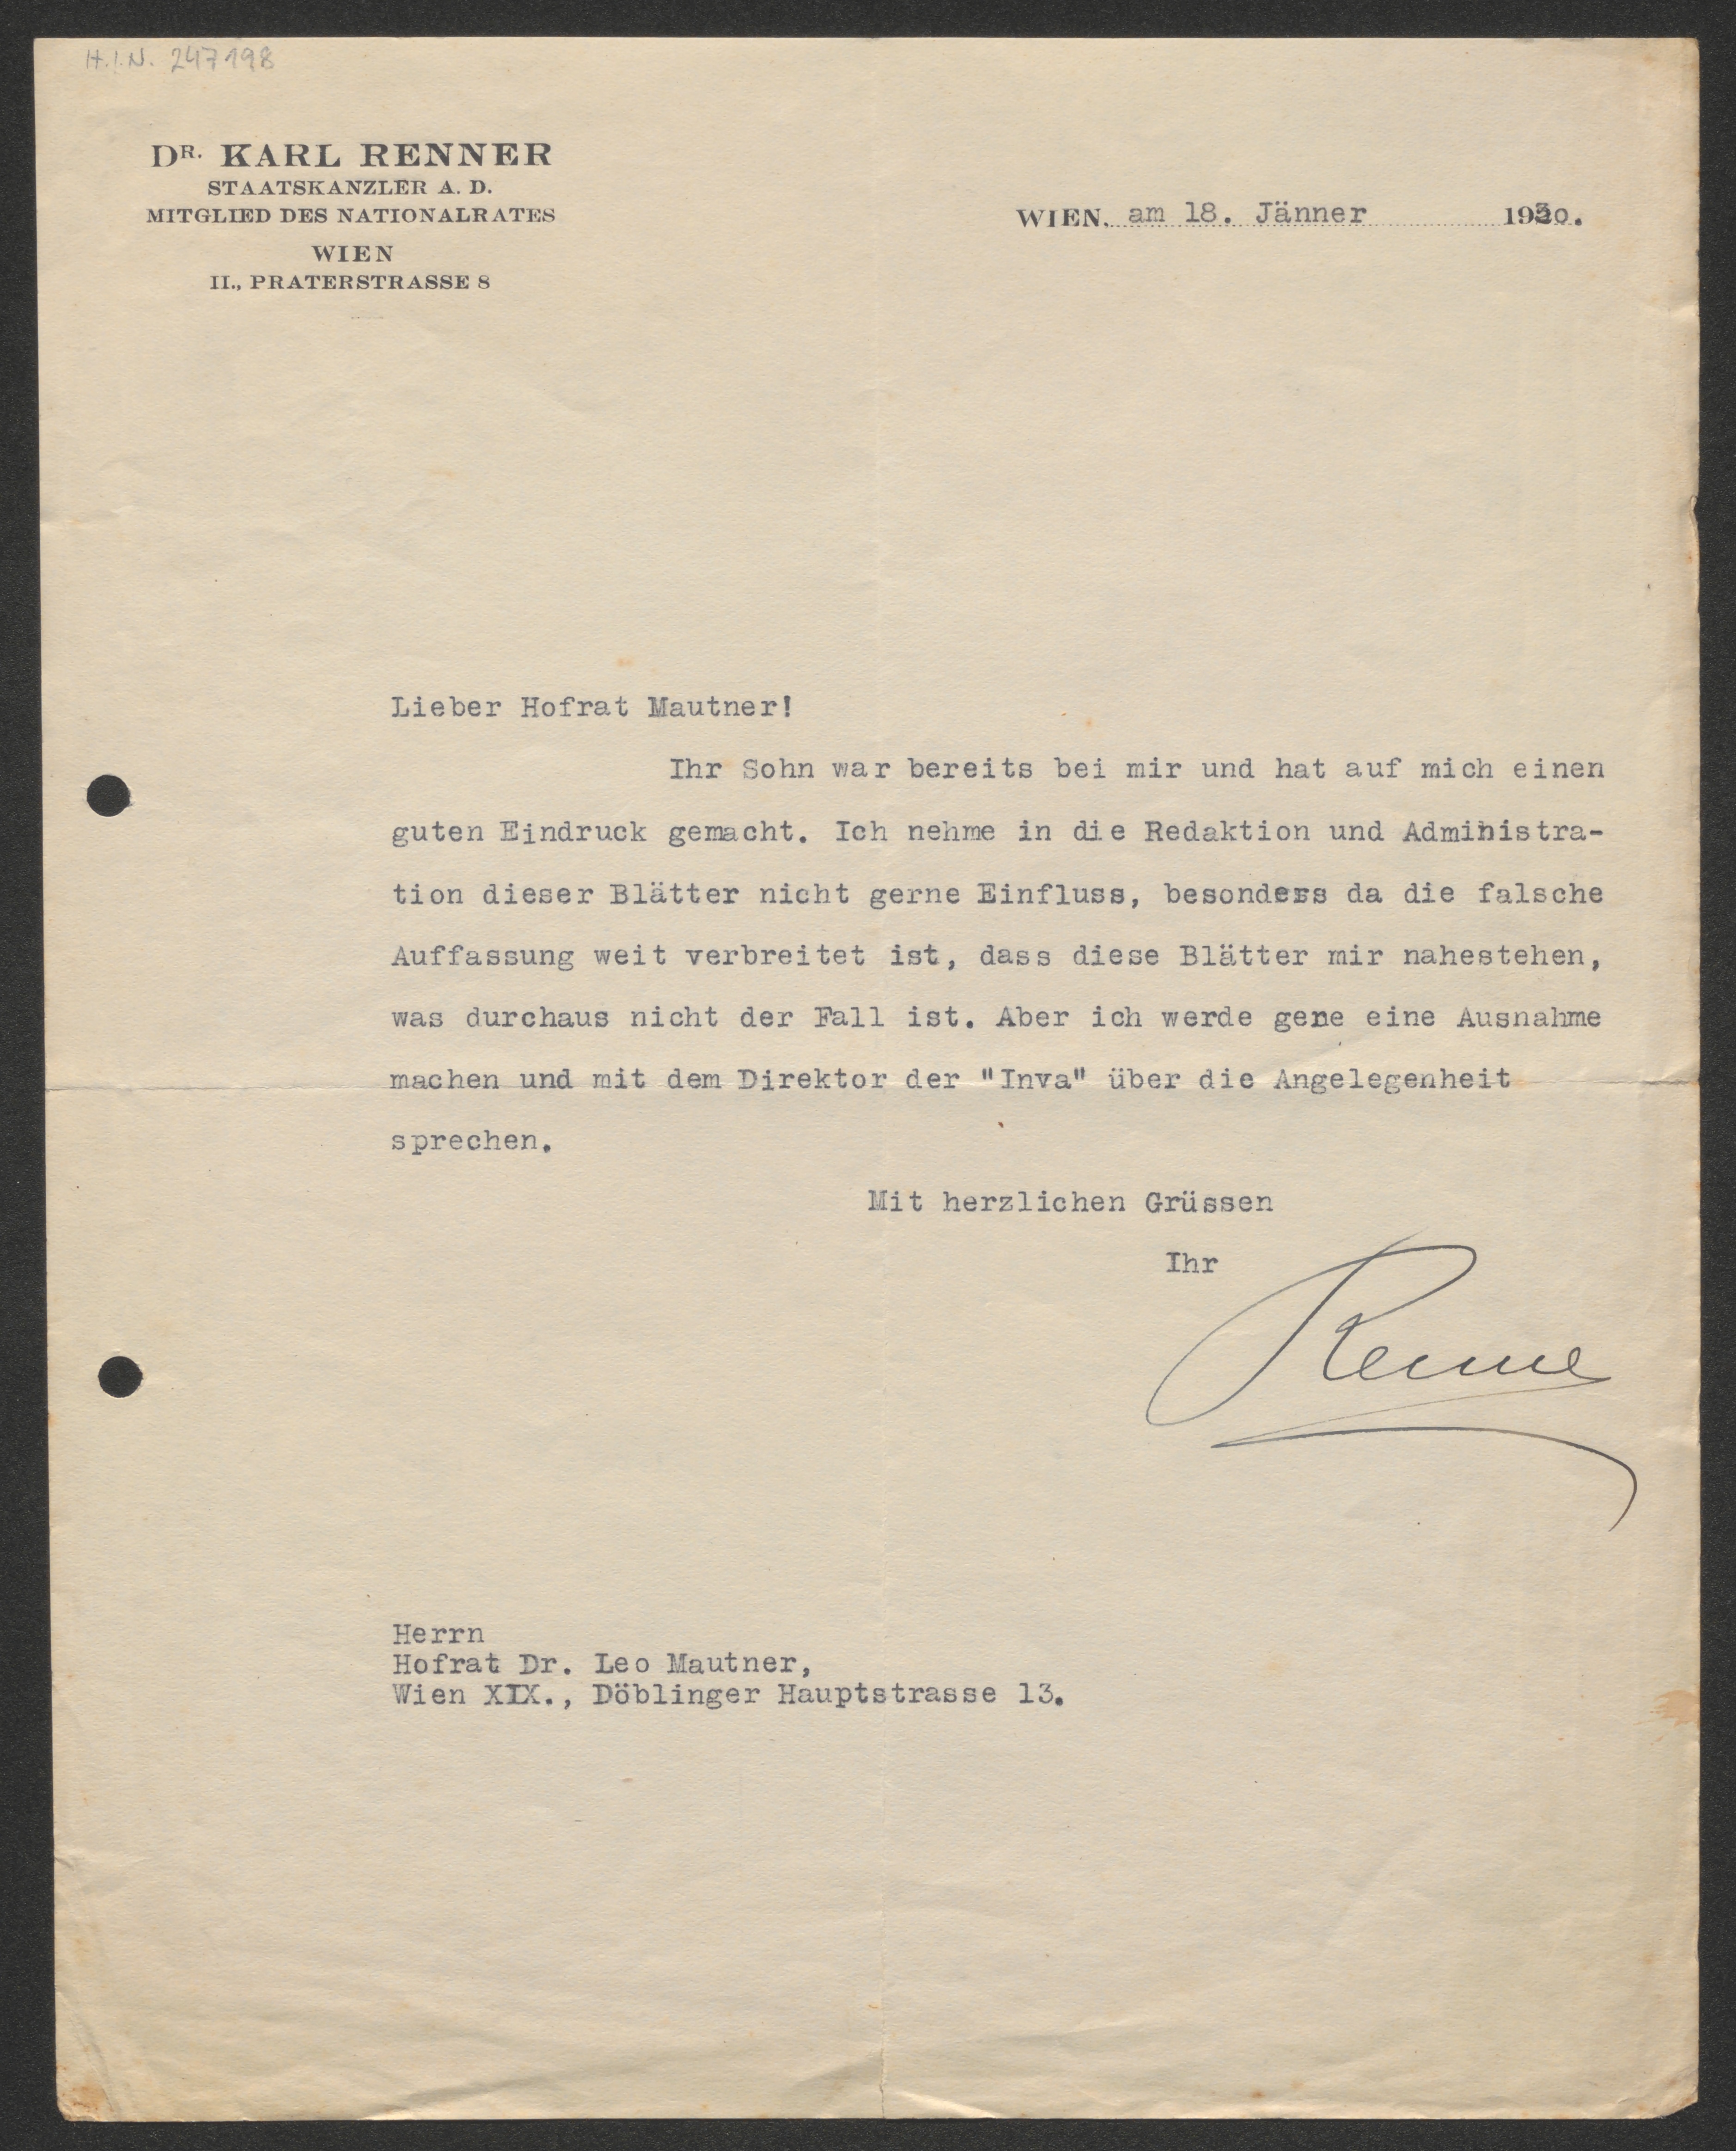 H.I.N. 247198
DR. KARL RENNER
STAATSKANZLER A. D.
MITGLIED DES NATIONALRATES
WIEN
II., PRATERSTRASSE 8
WIEN, am 18. Jänner 1930.
Lieber Hofrat Mautner!
Ihr Sohn war bereits bei mir und hat auf mich einen
guten Eindruck gemacht. Ich nehme in die Redaktion und Administra-
tion dieser Blätter nicht gerne Einfluss, besonders da die falsche
Auffassung weit verbreitet ist, dass diese Blätter mir nahestehen,
was durchaus nicht der Fall ist. Aber ich werde gene eine Ausnahme
machen und mit dem Direktor der "Inva" über die Angelegenheit
sprechen.
Mit herzlichen Grüssen
Ihr
Renner
Herrn
Hofrat Dr. Leo Mautner,
Wien XIX., Döblinger Hauptstrasse 13.